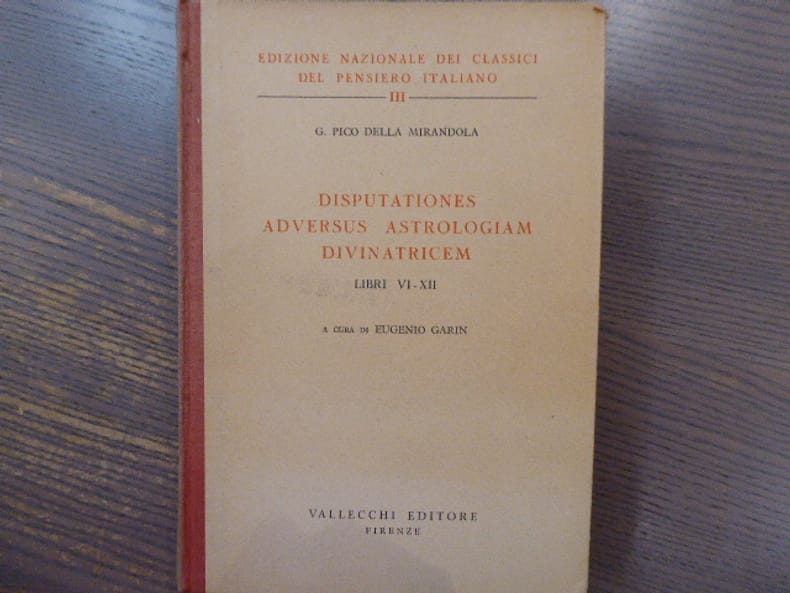 EDIZIONE NAZIONALE DEI CLASSICI
DEL PENSIERO ITALIANO
III
G. PICO DELLA MIRANDOLA
DISPUTATIONES
ADVERSUS ASTROLOGIAM
DIVINATRICEM
LIBRI VI-XII
A CURA DI EUGENIO GARIN
VALLECCHI EDITORE
FIRENZE